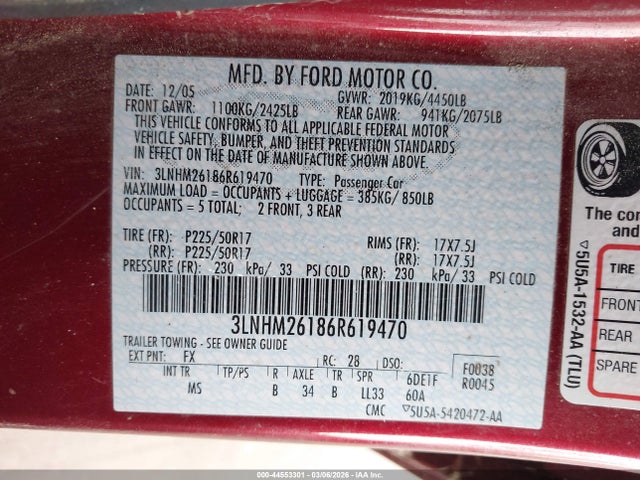 MFD. BY FORD MOTOR CO.
DATE: 12/05 GVWR: 2019KG/4450LB
FRONT GAWR: 1100KG/2425LB REAR GAWR: 941KG/2075LB
THIS VEHICLE CONFORMS TO ALL APPLICABLE FEDERAL MOTOR
VEHICLE SAFETY, BUMPER, AND THEFT PREVENTION STANDARDS
IN EFFECT ON THE DATE OF MANUFACTURE SHOWN ABOVE.
VIN: 3LNHM26186R619470 TYPE: Passenger Car
MAXIMUM LOAD = OCCUPANTS + LUGGAGE = 385KG/ 850LB
OCCUPANTS = 5 TOTAL; 2 FRONT, 3 REAR
TIRE (FR): P225/50R17 RIMS (FR): 17X7.5J
(RR): P225/50R17 (RR): 17X7.5J
PRESSURE (FR): 230 kPa/ 33 PSI COLD (RR): 230 kPa/ 33 PSI COLD
3LNHM26186R619470
TRAILER TOWING - SEE OWNER GUIDE
EXT PNT: FX RC: 28 DSO: F0038
INT TR TP/PS R AXLE TR SPR 6DE1F R0045
MS B 34 B LL33 60A
CMC ▽5U5A-5420472-AA
The co
and
▽5U5A-1532-AA (TLU)
TIRE
FRONT
REAR
SPARE
000-44553301 - 03/06/2026 - IAAI.CA